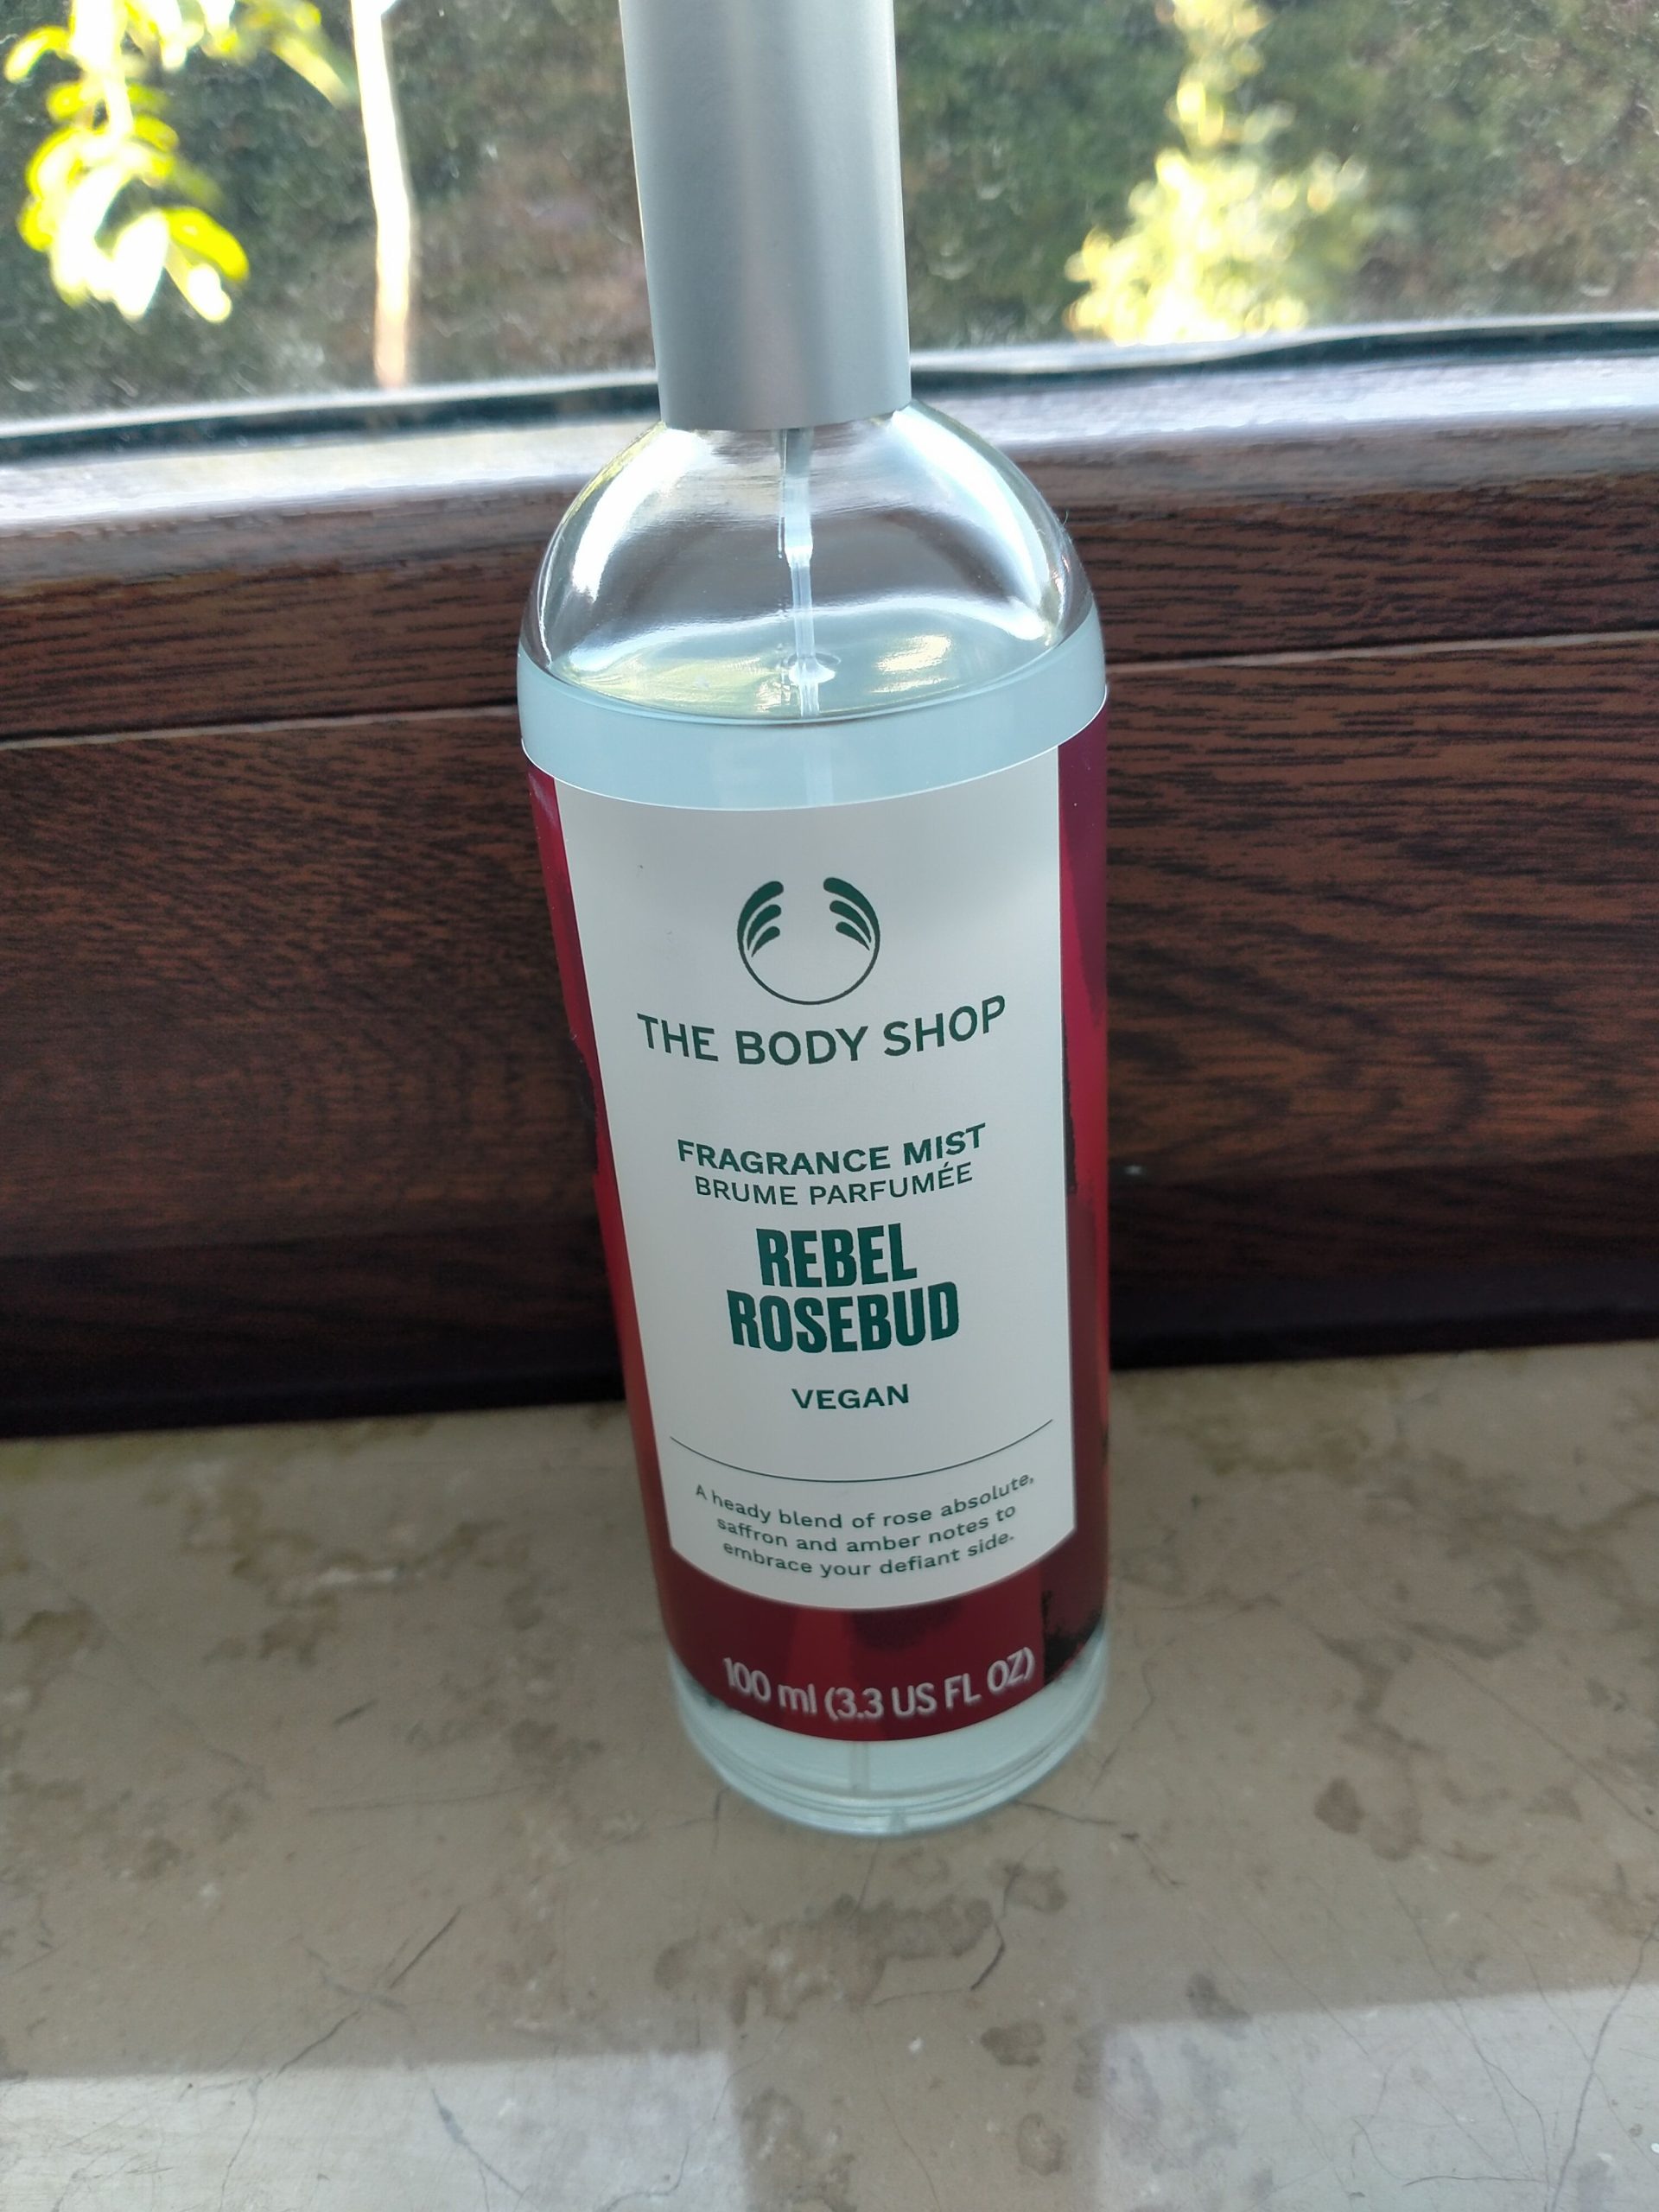 THE BODY SHOP
FRAGRANCE MIST
BRUME PARFUMÉE
REBEL
ROSEBUD
VEGAN
A heady blend of rose absolute,
saffron and amber notes to
embrace your defiant side.
100 ml (3.3 US FL OZ)